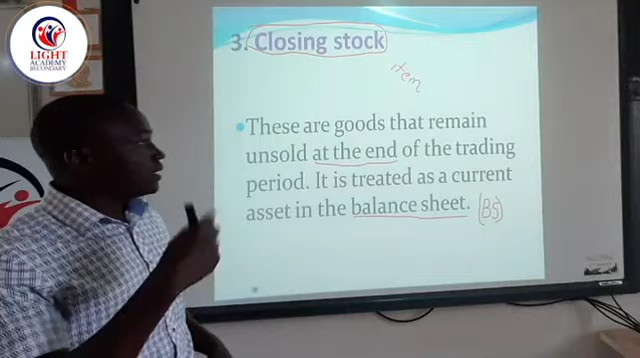 LIGHT
ACADEMY
SECONDARY
3. Closing stock
item
•These are goods that remain
unsold at the end of the trading
period. It is treated as a current
asset in the balance sheet. (BS)